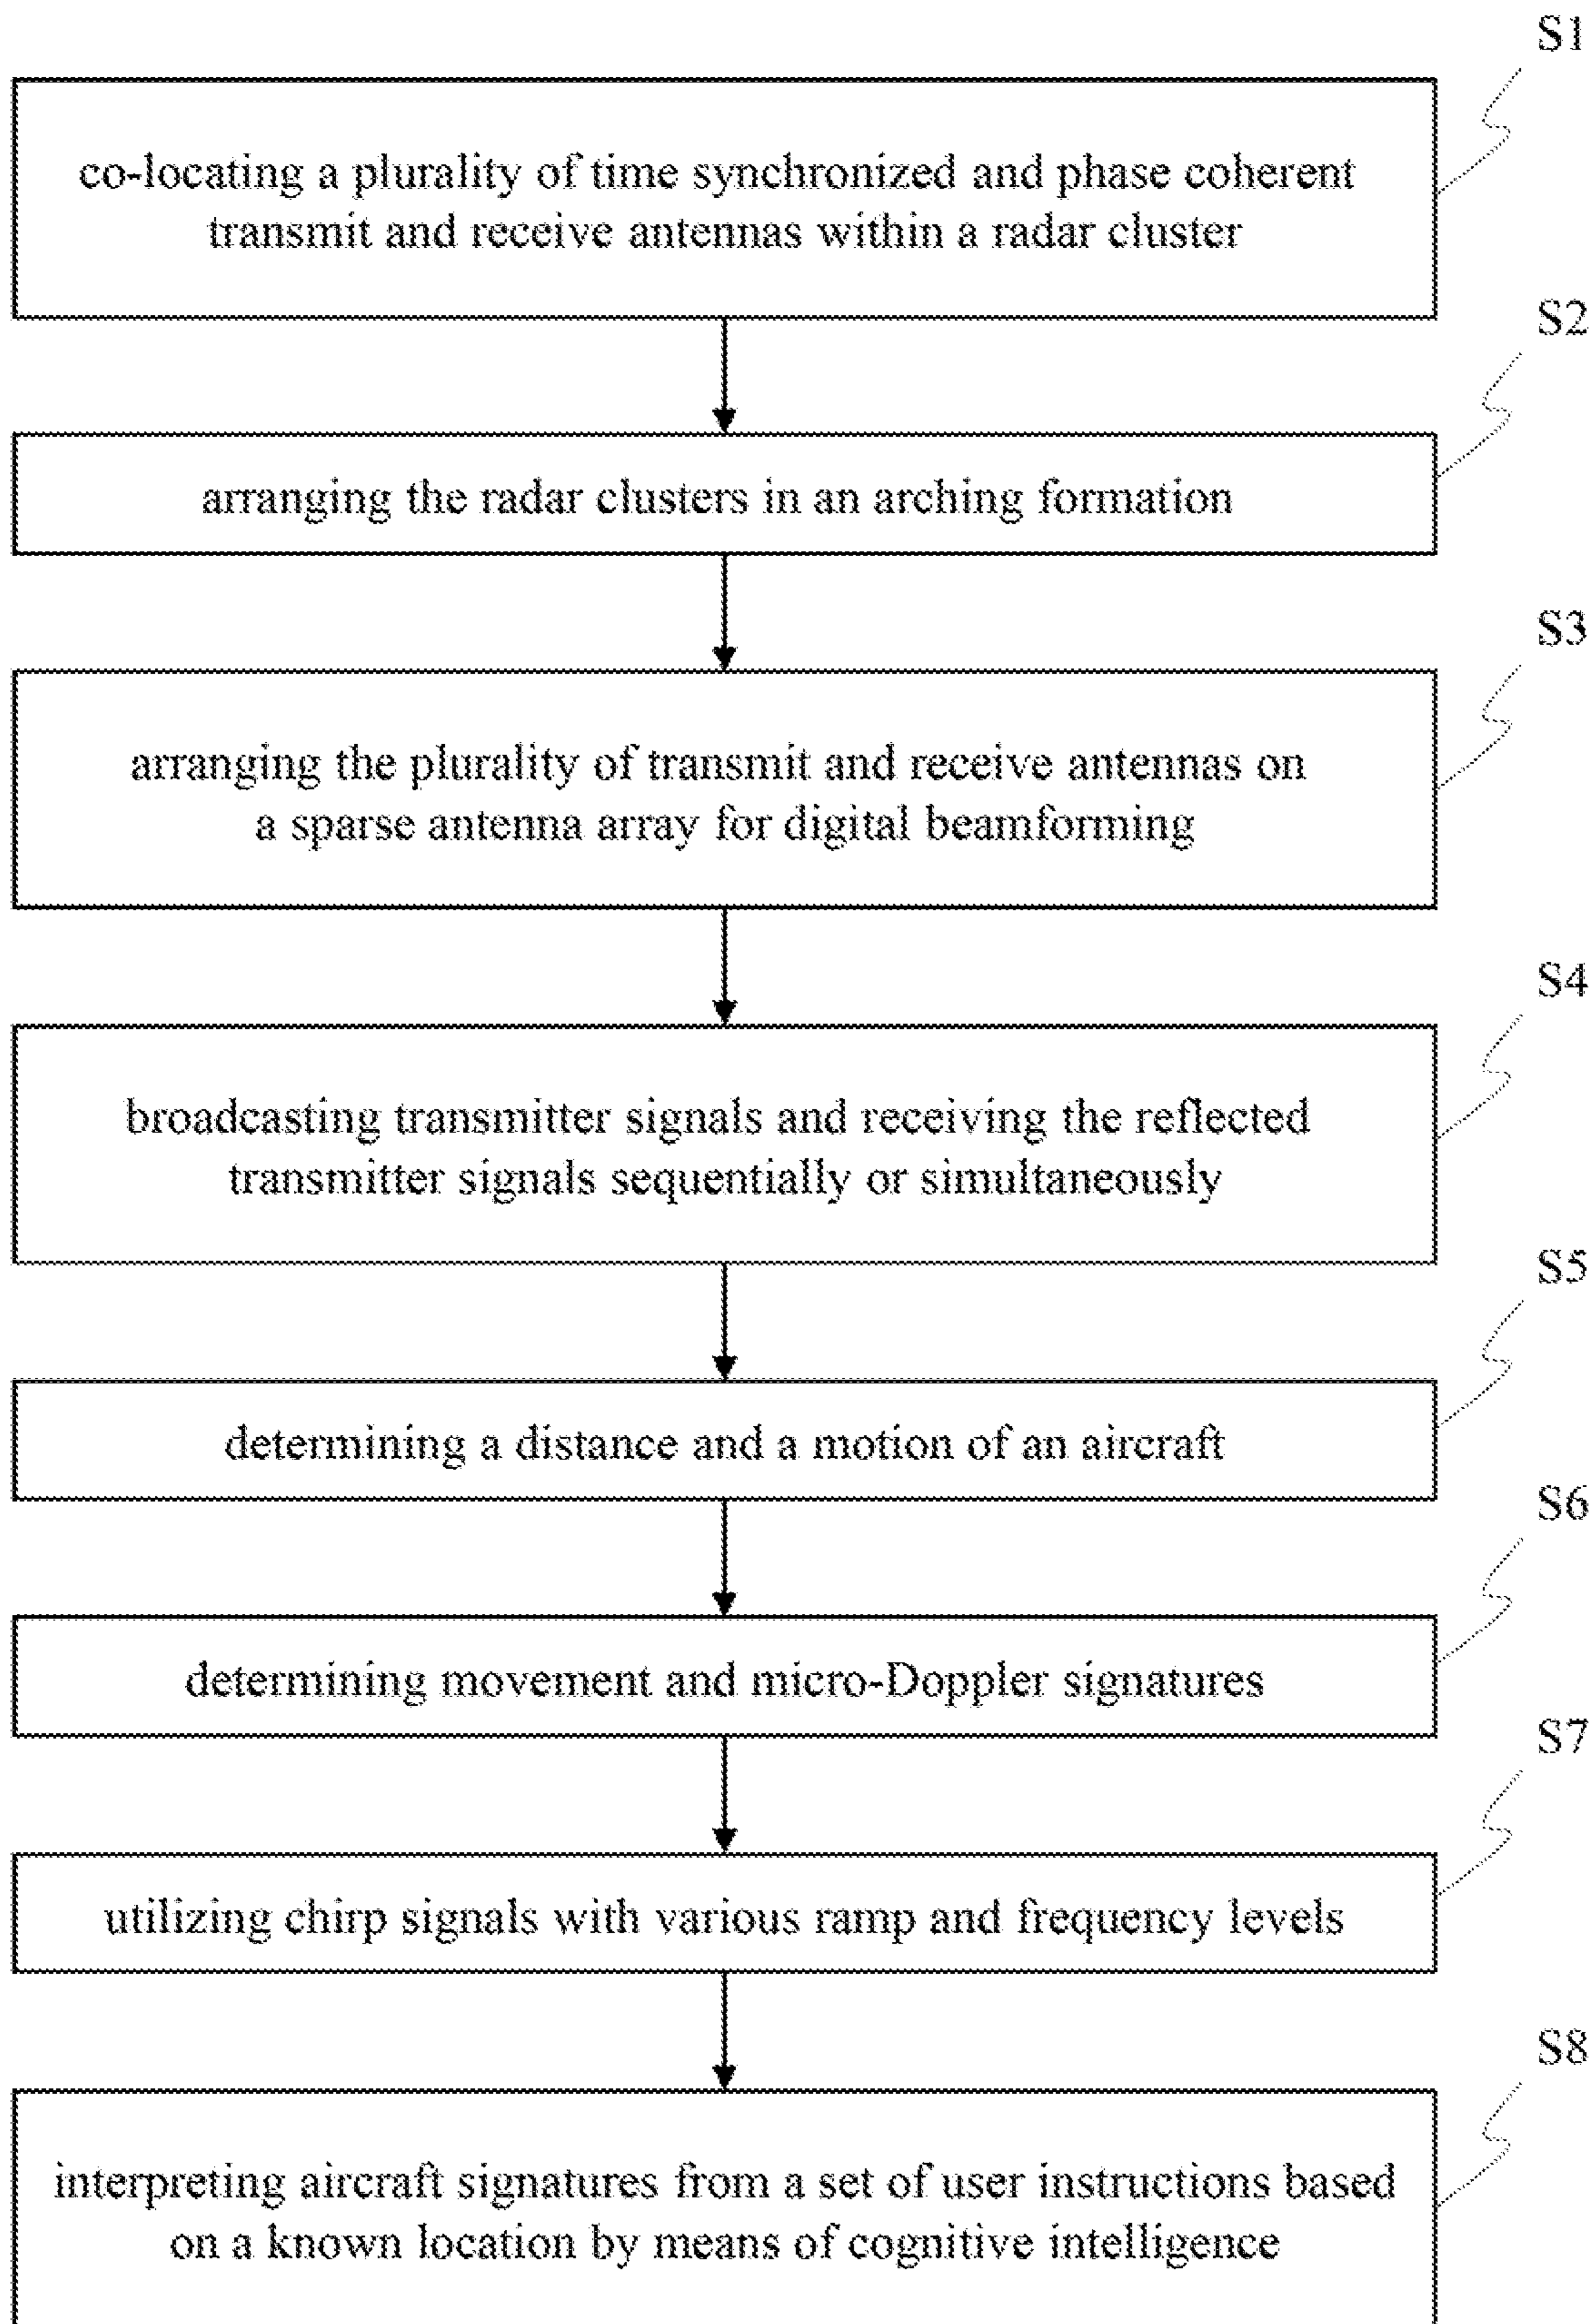 S1
co-locating a plurality of time synchronized and phase coherent
transmit and receive antennas within a radar cluster
S2
arranging the radar clusters in an arching formation
S3
arranging the plurality of transmit and receive antennas on
a sparse antenna array for digital beamforming
S4
broadcasting transmitter signals and receiving the reflected
transmitter signals sequentially or simultaneously
S5
determining a distance and a motion of an aircraft
S6
determining movement and micro-Doppler signatures
S7
utilizing chirp signals with various ramp and frequency levels
S8
interpreting aircraft signatures from a set of user instructions based
on a known location by means of cognitive intelligence